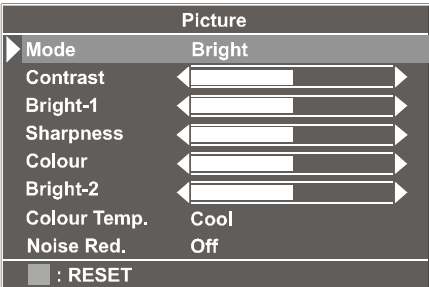 Picture
Mode Bright
Contrast
Bright-1
Sharpness
Colour
Bright-2
Colour Temp. Cool
Noise Red. Off
: RESET